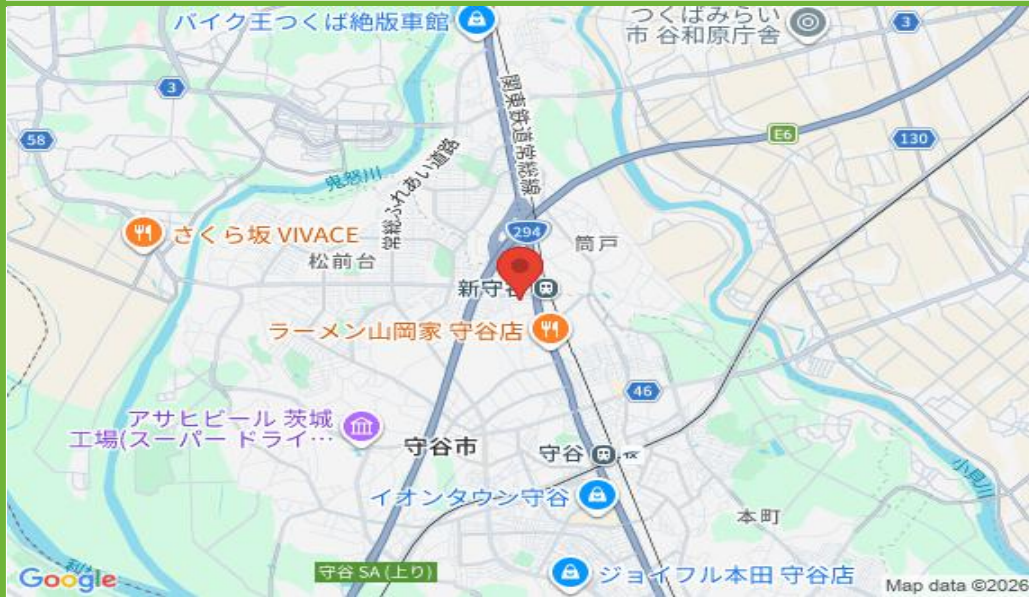 バイク王つくば絶版車館
つくばみらい
市 谷和原庁舎
3
3
関東鉄道常総線
E6
58
130
常総ふれあい道路
鬼怒川
294
さくら坂 VIVACE
筒戸
松前台
新守谷
ラーメン山岡家 守谷店
46
アサヒビール 茨城
工場(スーパー ドライ…
守谷市
守谷
小貝川
イオンタウン守谷
本町
守谷 SA (上り)
ジョイフル本田 守谷店
Google
Map data ©2026